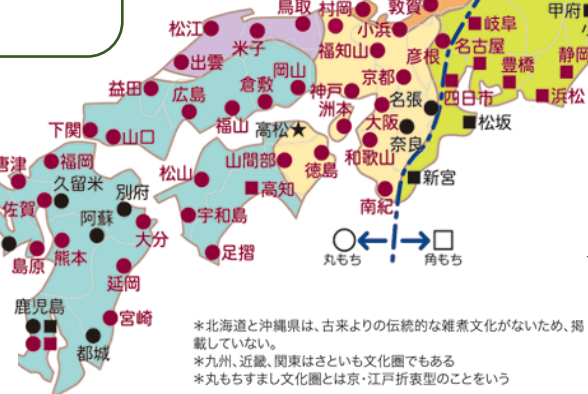 鳥取
村岡
敦賀
甲府
松江
米子
小浜
岐阜
福知山
彦根
名古屋
静岡
出雲
岡山
京都
豊橋
益田
広島
倉敷
神戸
名張
四日市
浜松
福山
洲本
大阪
松坂
下関
山口
高松
奈良
和歌山
唐津
福岡
松山
山間部
徳島
久留米
別府
高知
新宮
佐賀
阿蘇
宇和島
南紀
大分
島原
熊本
足摺
丸もち
角もち
延岡
鹿児島
宮崎
都城
＊北海道と沖縄県は、古来よりの伝統的な雑煮文化がないため、掲
載していない。
＊九州、近畿、関東はさといも文化圏でもある
＊丸もちすまし文化圏とは京・江戸折衷型のことをいう